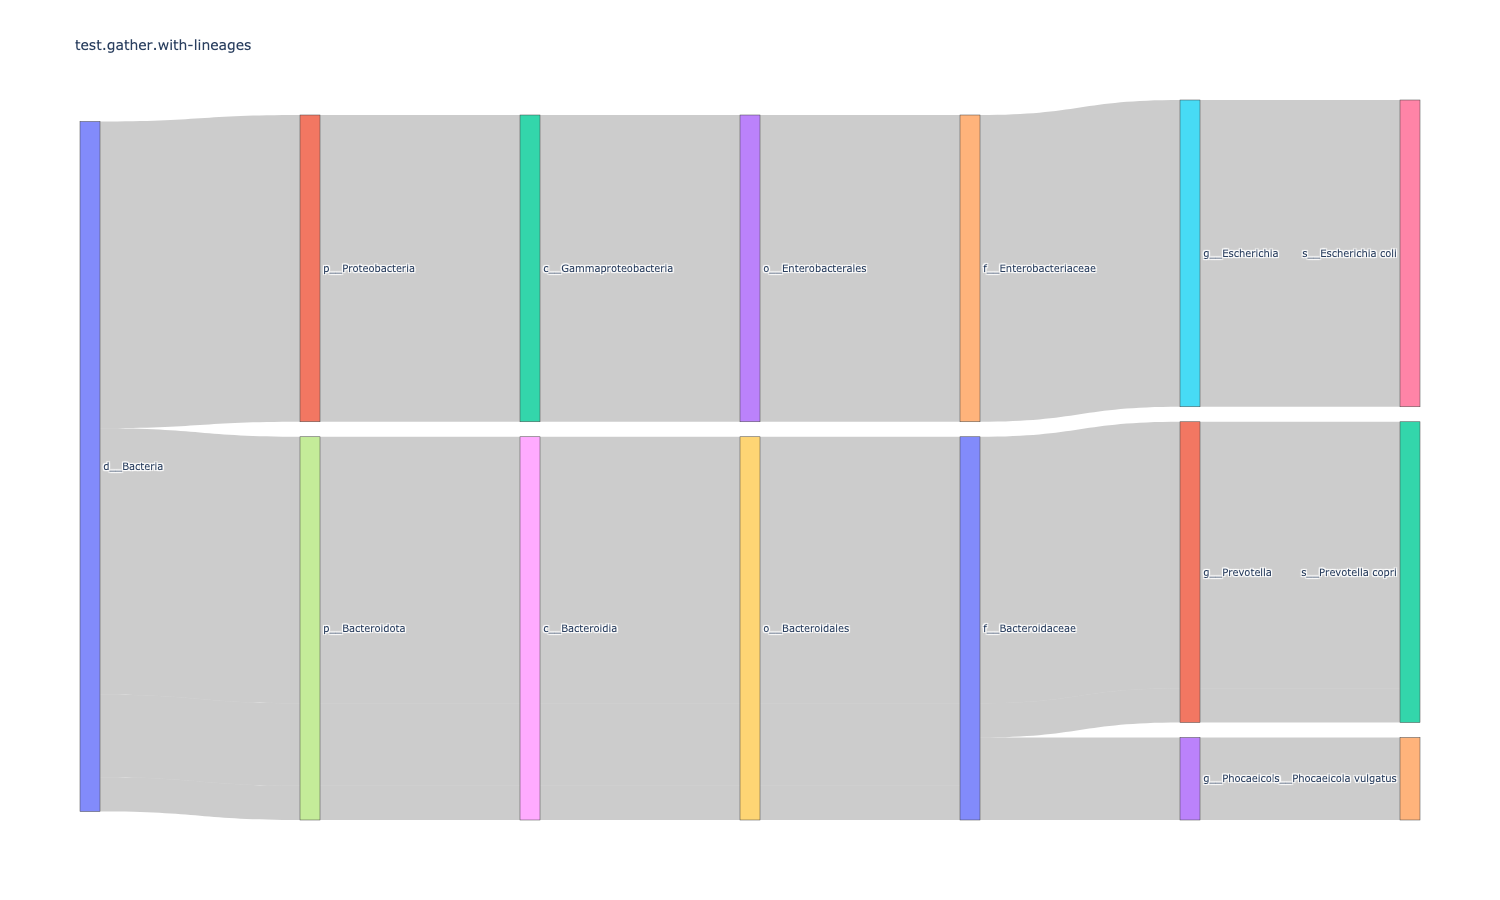 test.gather.with-lineages
d__Bacteria
p__Proteobacteria
c__Gammaproteobacteria
o__Enterobacterales
f__Enterobacteriaceae
g__Escherichia
s__Escherichia coli
p__Bacteroidota
c__Bacteroidia
o__Bacteroidales
f__Bacteroidaceae
g__Prevotella
s__Prevotella copri
g__Phocaeicol
s__Phocaeicola vulgatus